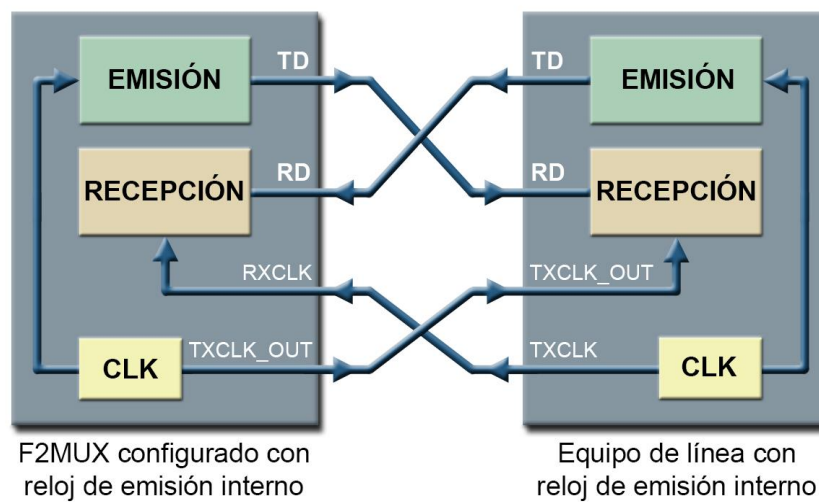 EMISIÓN
TD
TD
EMISIÓN
RECEPCIÓN
RD
RD
RECEPCIÓN
RXCLK
TXCLK_OUT
CLK
TXCLK_OUT
TXCLK
CLK
F2MUX configurado con
reloj de emisión interno
Equipo de línea con
reloj de emisión interno